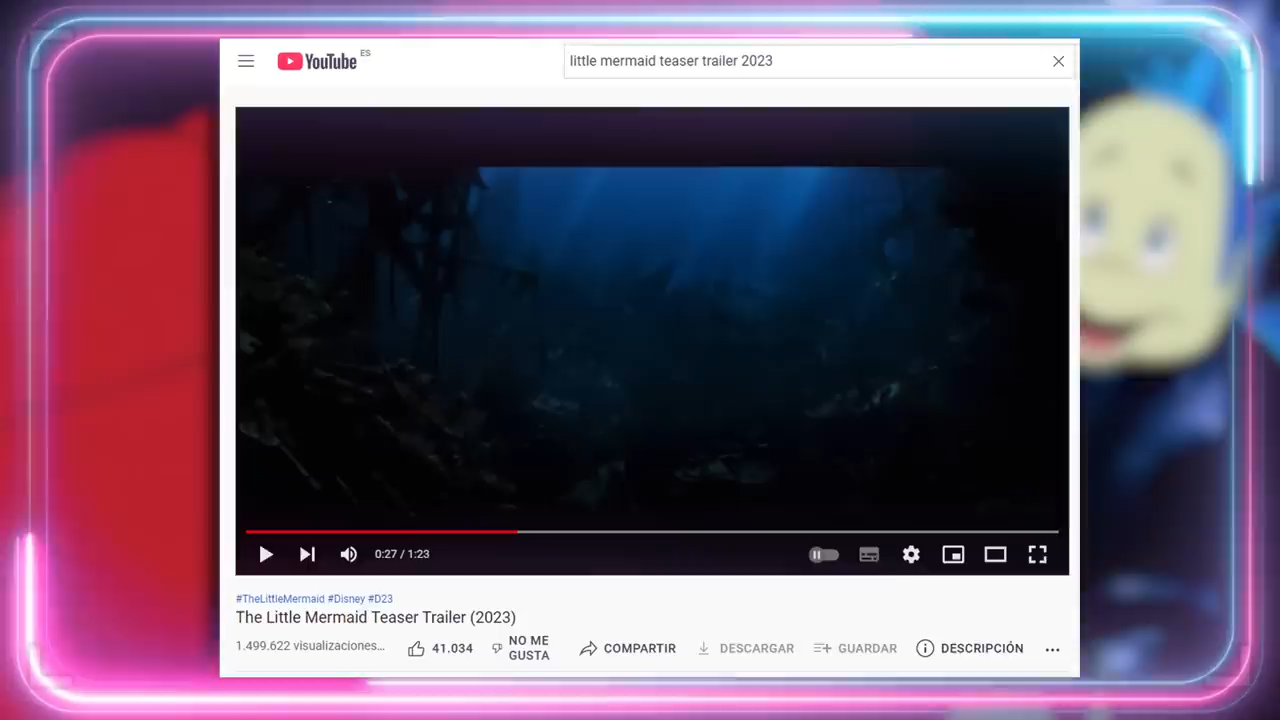 YouTube ES
little mermaid teaser trailer 2023
0:27 / 1:23
#TheLittleMermaid #Disney #D23
The Little Mermaid Teaser Trailer (2023)
1.499.622 visualizaciones...
41.034
NO ME
GUSTA
COMPARTIR
DESCARGAR
GUARDAR
DESCRIPCIÓN